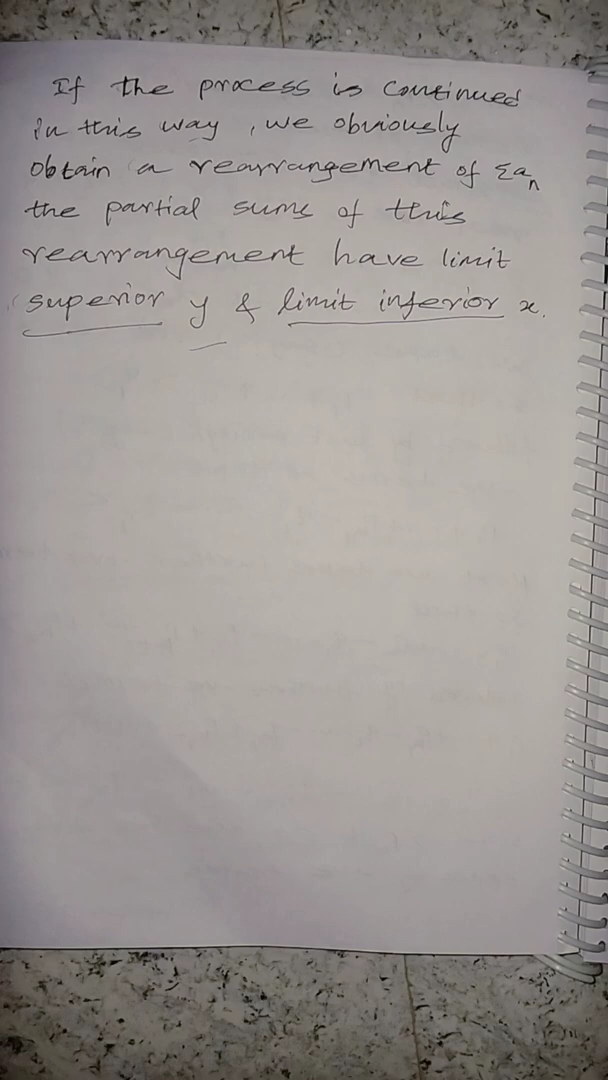 If the process is continued
in this way , we obviously
obtain a rearrangement of Σaₙ
the partial sums of this
rearrangement have limit
superior y & limit inferior x.